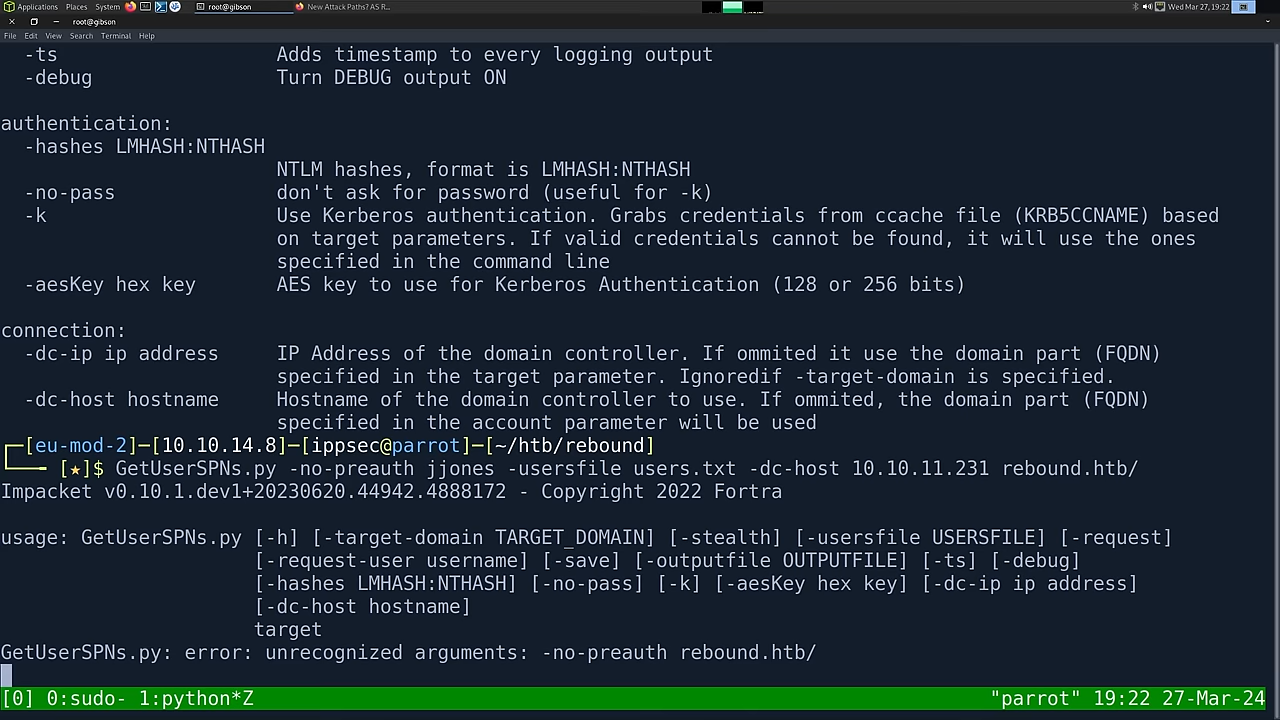 Applications Places System root@gibson New Attack Paths? AS R... Wed Mar 27, 19:22
root@gibson
File Edit View Search Terminal Help
-ts Adds timestamp to every logging output
-debug Turn DEBUG output ON
authentication:
-hashes LMHASH:NTHASH
NTLM hashes, format is LMHASH:NTHASH
-no-pass don't ask for password (useful for -k)
-k Use Kerberos authentication. Grabs credentials from ccache file (KRB5CCNAME) based
on target parameters. If valid credentials cannot be found, it will use the ones
specified in the command line
-aesKey hex key AES key to use for Kerberos Authentication (128 or 256 bits)
connection:
-dc-ip ip address IP Address of the domain controller. If ommited it use the domain part (FQDN)
specified in the target parameter. Ignoredif -target-domain is specified.
-dc-host hostname Hostname of the domain controller to use. If ommited, the domain part (FQDN)
specified in the account parameter will be used
┌─[eu-mod-2]─[10.10.14.8]─[ippsec@parrot]─[~/htb/rebound]
└──╼ [★]$ GetUserSPNs.py -no-preauth jjones -usersfile users.txt -dc-host 10.10.11.231 rebound.htb/
Impacket v0.10.1.dev1+20230620.44942.4888172 - Copyright 2022 Fortra
usage: GetUserSPNs.py [-h] [-target-domain TARGET_DOMAIN] [-stealth] [-usersfile USERSFILE] [-request]
[-request-user username] [-save] [-outputfile OUTPUTFILE] [-ts] [-debug]
[-hashes LMHASH:NTHASH] [-no-pass] [-k] [-aesKey hex key] [-dc-ip ip address]
[-dc-host hostname]
target
GetUserSPNs.py: error: unrecognized arguments: -no-preauth rebound.htb/
[0] 0:sudo- 1:python*Z "parrot" 19:22 27-Mar-24